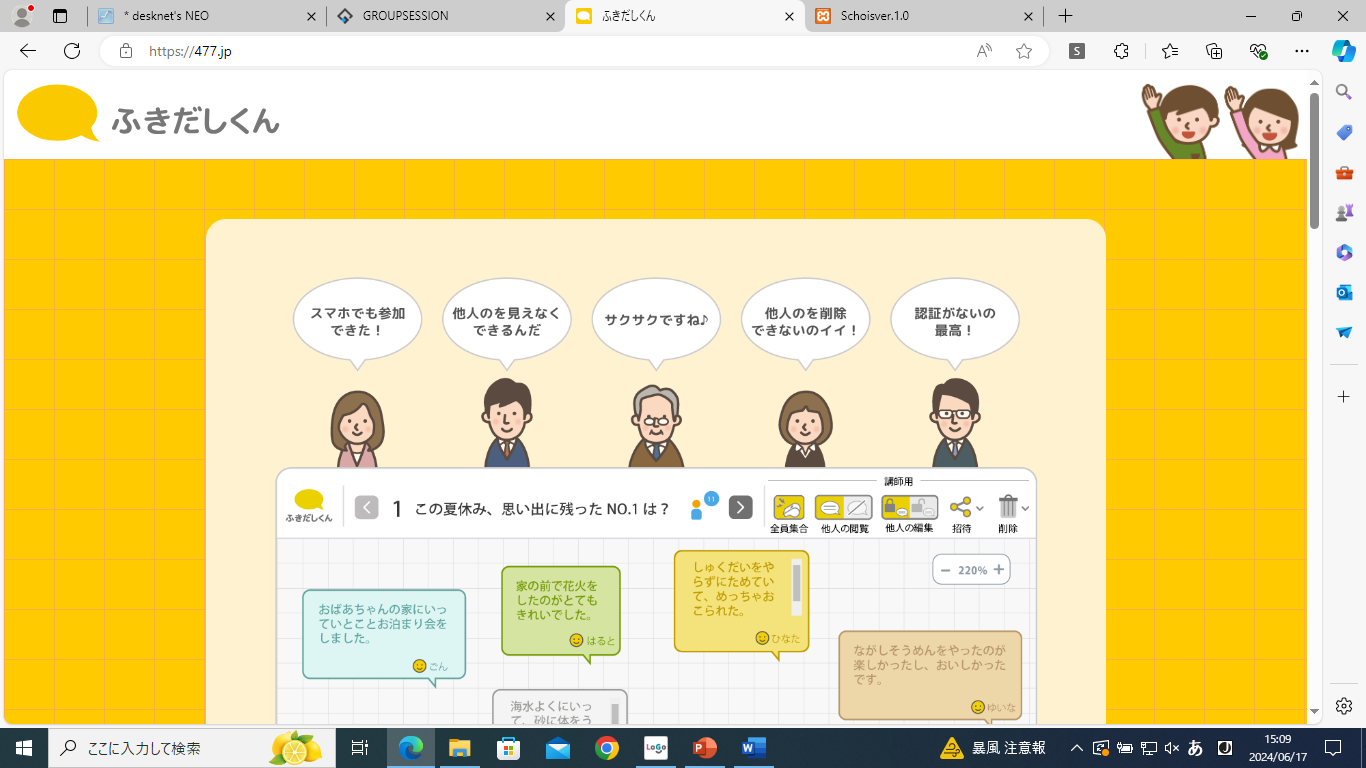 * desknet's NEO
GROUPSESSION
ふきだしくん
Schoisver.1.0
https://477.jp
ふきだしくん
スマホでも参加
できた！
他人のを見えなく
できるんだ
サクサクですね♪
他人のを削除
できないのイイ！
認証がないの
最高！
ふきだしくん
1 この夏休み、思い出に残った NO.1 は？
11
講師用
全員集合
他人の閲覧
他人の編集
招待
削除
220%
おばあちゃんの家にいっ
ていとことお泊まり会を
しました。
ごん
家の前で花火を
したのがとても
きれいでした。
はると
しゅくだいをや
らずにためてい
て、めっちゃお
こられた。
ひなた
ながしそうめんをやったのが
楽しかったし、おいしかった
です。
ゆいな
海水よくにいっ
て、砂に体をう
ここに入力して検索
LoGo
暴風 注意報
あ
15:09
2024/06/17